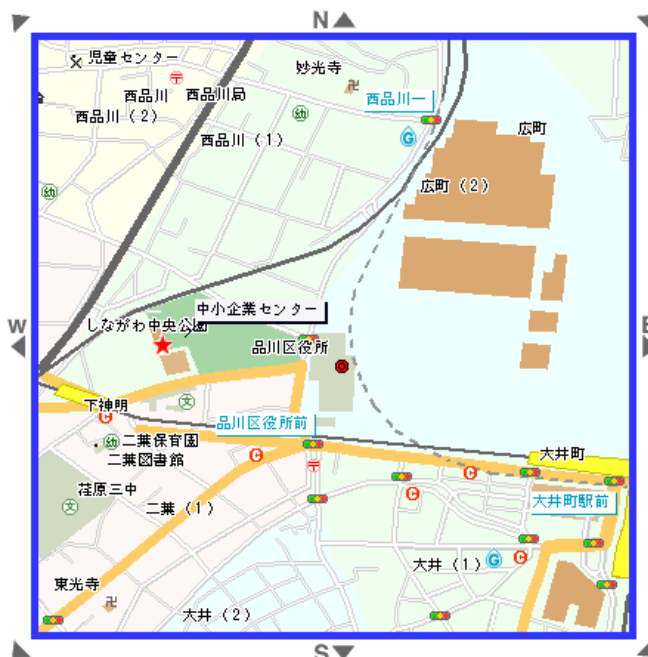 N
児童センター
妙光寺
西品川
西品川局
西品川一
西品川（2）
西品川（1）
広町
幼
G
幼
広町（2）
W
中小企業センター
しながわ中央公園
品川区役所
E
下神明
文
C
品川区役所前
幼
二葉保育園
二葉図書館
C
大井町
荏原三中
文
二葉（1）
C
C
大井町駅前
東光寺
大井（1）
G
C
大井（2）
S